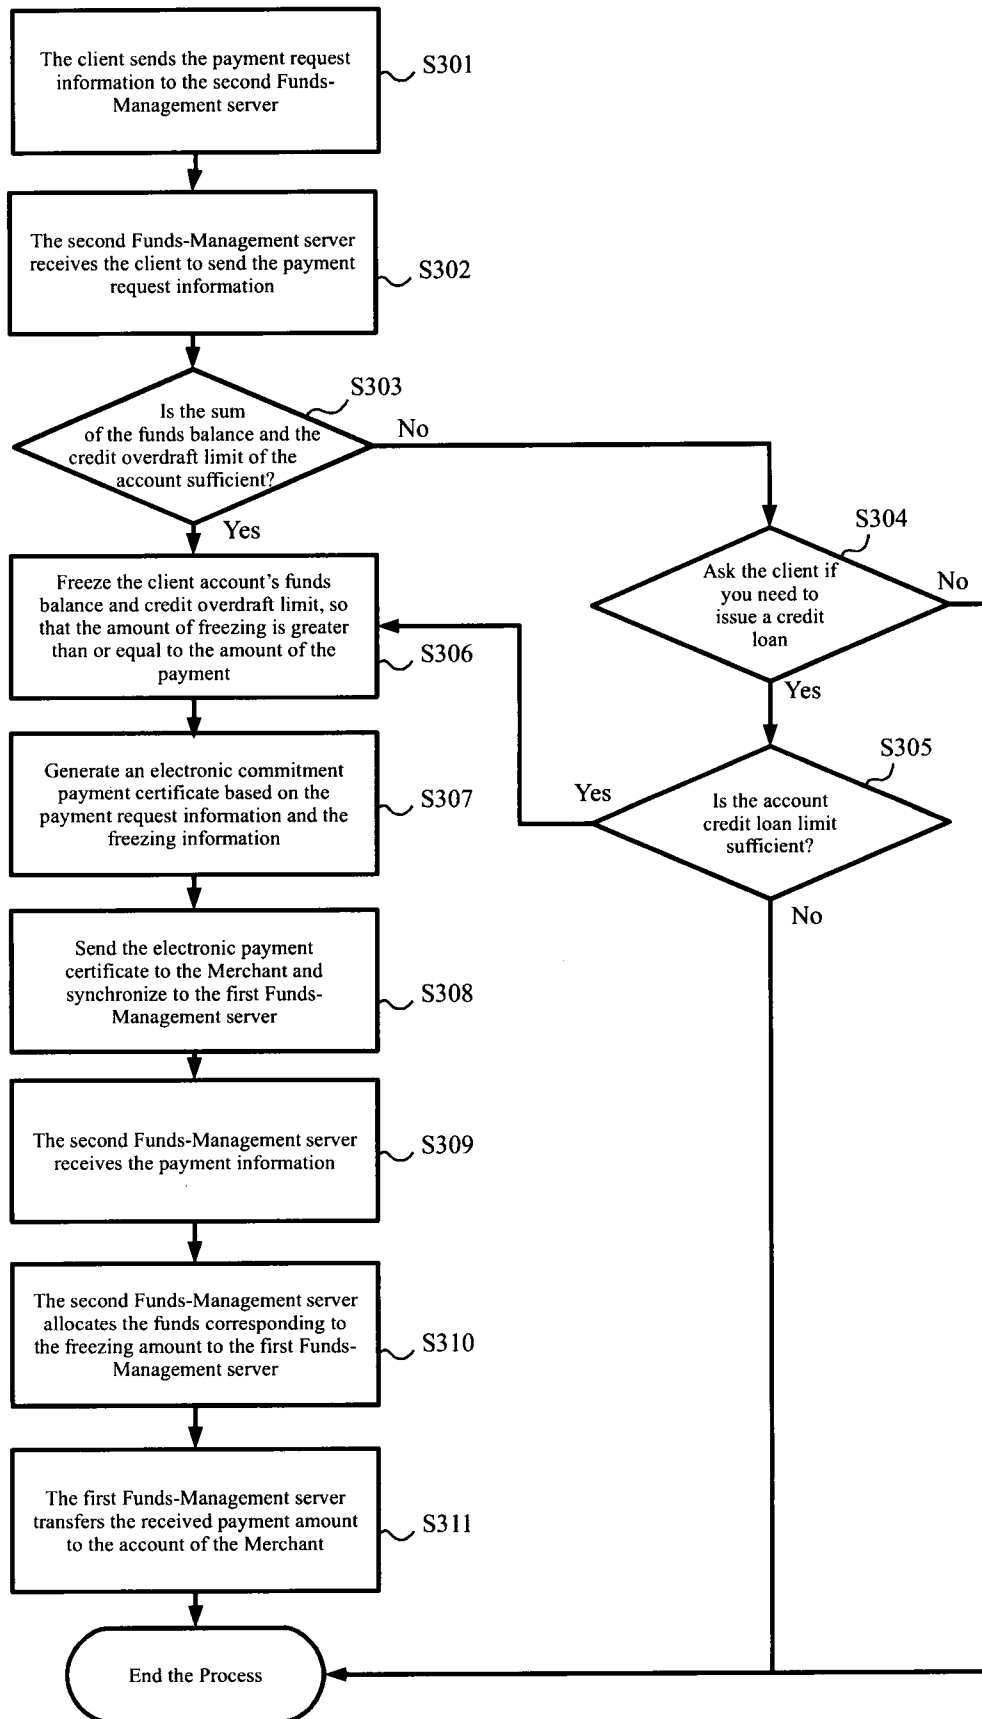 The client sends the payment request
information to the second Funds-
Management server
S301
The second Funds-Management server
receives the client to send the payment
request information
S302
S303
Is the sum
of the funds balance and the
credit overdraft limit of the
account sufficient?
No
Yes
S304
Ask the client if
you need to
issue a credit
loan
No
Yes
Freeze the client account's funds
balance and credit overdraft limit, so
that the amount of freezing is greater
than or equal to the amount of the
payment
S306
S305
Is the account
credit loan limit
sufficient?
Yes
No
Generate an electronic commitment
payment certificate based on the
payment request information and the
freezing information
S307
Send the electronic payment
certificate to the Merchant and
synchronize to the first Funds-
Management server
S308
The second Funds-Management server
receives the payment information
S309
The second Funds-Management server
allocates the funds corresponding to
the freezing amount to the first Funds-
Management server
S310
The first Funds-Management server
transfers the received payment amount
to the account of the Merchant
S311
End the Process